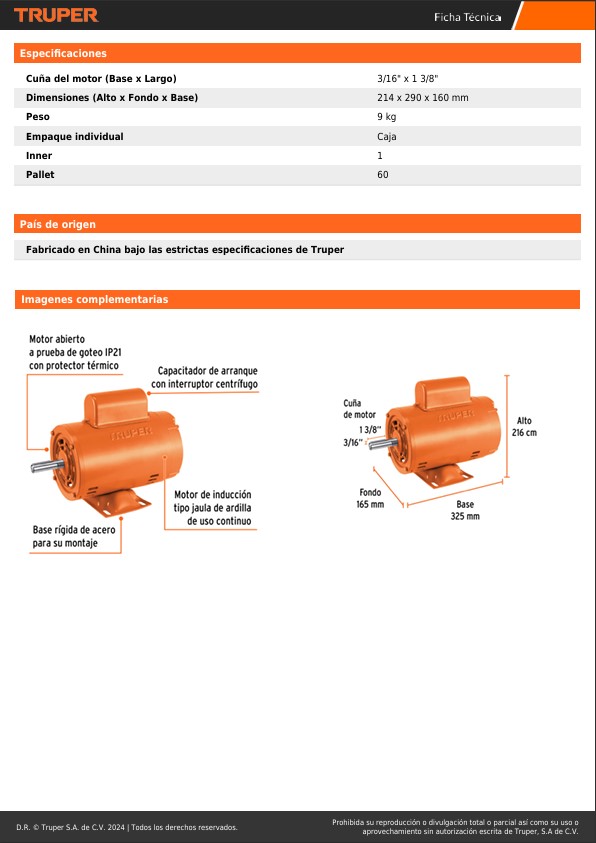 TRUPER
Ficha Técnica
Especificaciones
Cuña del motor (Base x Largo) 3/16" x 1 3/8"
Dimensiones (Alto x Fondo x Base) 214 x 290 x 160 mm
Peso 9 kg
Empaque individual Caja
Inner 1
Pallet 60
País de origen
Fabricado en China bajo las estrictas especificaciones de Truper
Imagenes complementarias
Motor abierto
a prueba de goteo IP21
con protector térmico
Capacitador de arranque
con interruptor centrífugo
TRUPER
Motor de inducción
tipo jaula de ardilla
de uso continuo
Base rígida de acero
para su montaje
Cuña
de motor
1 3/8"
3/16"
TRUPER
Alto
216 cm
Fondo
165 mm
Base
325 mm
D.R. © Truper S.A. de C.V. 2024 | Todos los derechos reservados.
Prohibida su reproducción o divulgación total o parcial así como su uso o
aprovechamiento sin autorización escrita de Truper, S.A de C.V.